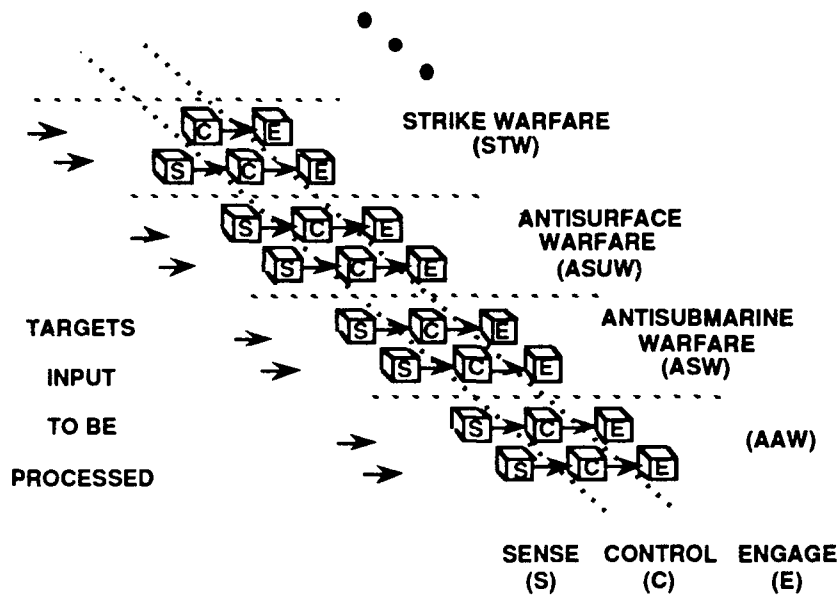 STRIKE WARFARE
(STW)
C E
S C E
ANTISURFACE
WARFARE
(ASUW)
S C E
S C E
ANTISUBMARINE
WARFARE
(ASW)
S C E
S C E
(AAW)
S C E
S C E
TARGETS
INPUT
TO BE
PROCESSED
SENSE CONTROL ENGAGE
(S) (C) (E)